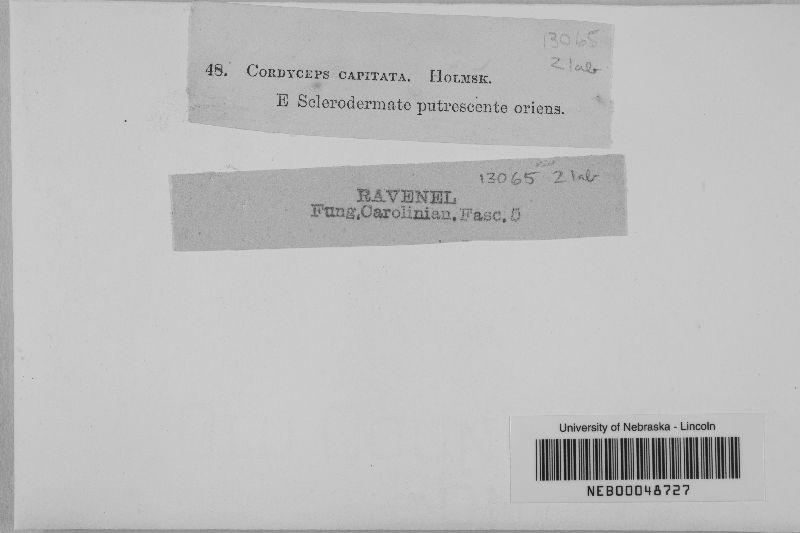 13065
2 lab
48. CORDYCEPS CAPITATA. HOLMSK.
E Sclerodermate putrescente oriens.
13065 2 lab
RAVENEL
Fung,Carolinian,Fasc.5
University of Nebraska - Lincoln
NEB00048727